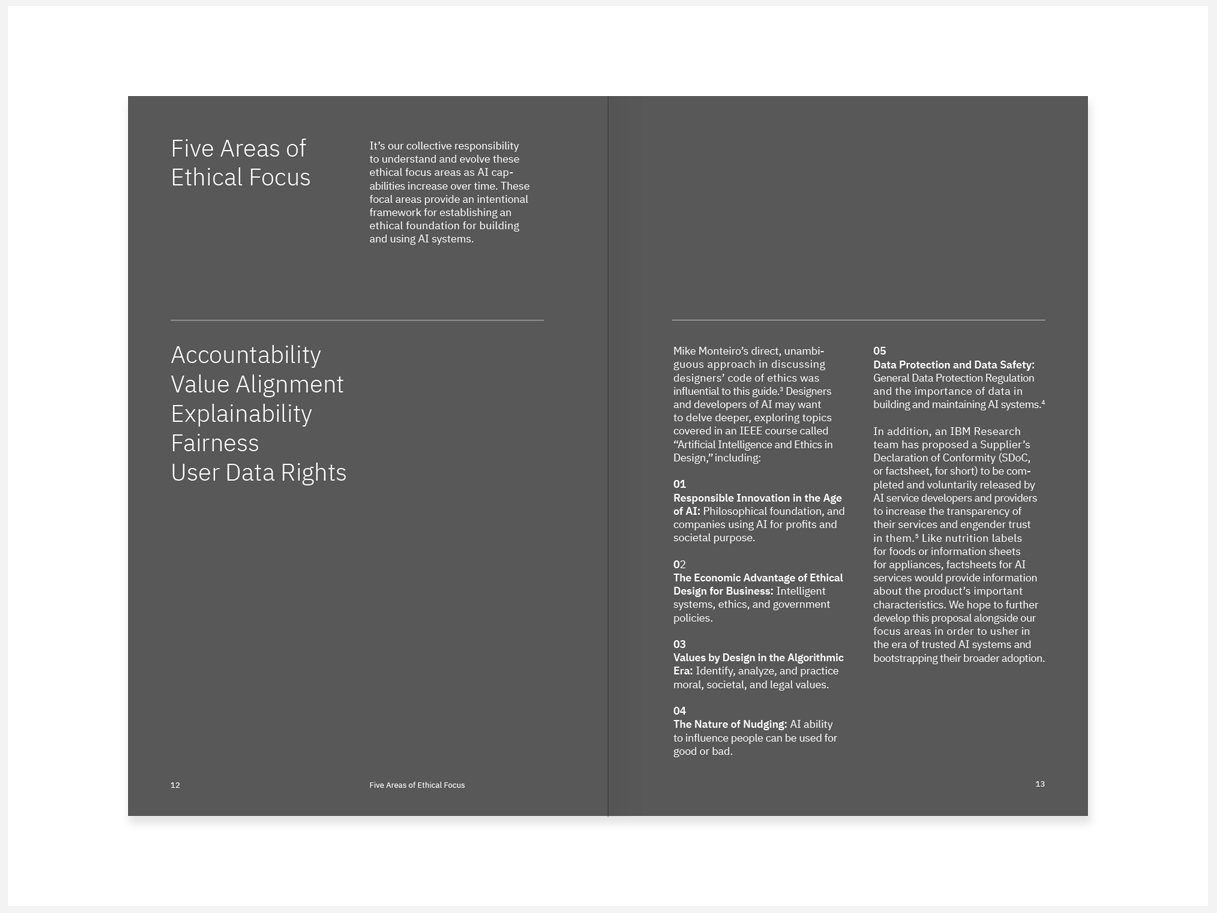 Five Areas of
Ethical Focus
It’s our collective responsibility
to understand and evolve these
ethical focus areas as AI cap-
abilities increase over time. These
focal areas provide an intentional
framework for establishing an
ethical foundation for building
and using AI systems.
Accountability
Value Alignment
Explainability
Fairness
User Data Rights
12
Five Areas of Ethical Focus
Mike Monteiro’s direct, unambi-
guous approach in discussing
designers’ code of ethics was
influential to this guide.³ Designers
and developers of AI may want
to delve deeper, exploring topics
covered in an IEEE course called
“Artificial Intelligence and Ethics in
Design,” including:
01
Responsible Innovation in the Age
of AI: Philosophical foundation, and
companies using AI for profits and
societal purpose.
02
The Economic Advantage of Ethical
Design for Business: Intelligent
systems, ethics, and government
policies.
03
Values by Design in the Algorithmic
Era: Identify, analyze, and practice
moral, societal, and legal values.
04
The Nature of Nudging: AI ability
to influence people can be used for
good or bad.
05
Data Protection and Data Safety:
General Data Protection Regulation
and the importance of data in
building and maintaining AI systems.⁴
In addition, an IBM Research
team has proposed a Supplier’s
Declaration of Conformity (SDoC,
or factsheet, for short) to be com-
pleted and voluntarily released by
AI service developers and providers
to increase the transparency of
their services and engender trust
in them.⁵ Like nutrition labels
for foods or information sheets
for appliances, factsheets for AI
services would provide information
about the product’s important
characteristics. We hope to further
develop this proposal alongside our
focus areas in order to usher in
the era of trusted AI systems and
bootstrapping their broader adoption.
13